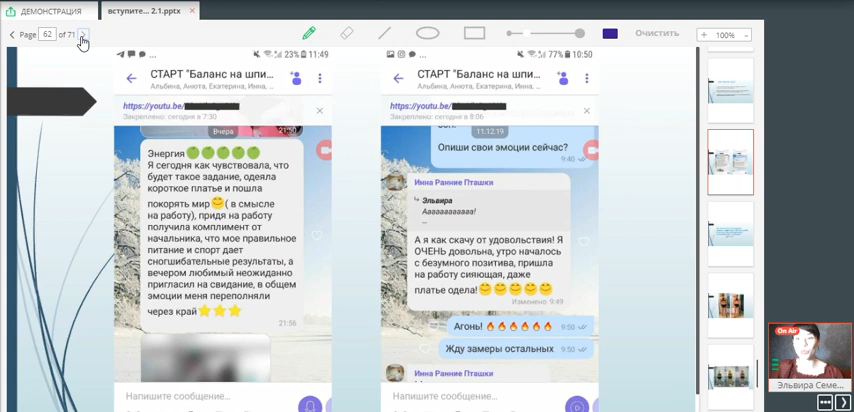 ДЕМОНСТРАЦИЯ
вступите... 2.1.pptx
Page 62 of 71
Очистить
100%
23% 11:49
СТАРТ "Баланс на шпи...
Альбина, Анюта, Екатерина, Инна, ...
https://youtu.be/
Закреплено: сегодня в 7:30
Вчера
21:50
Энергия
Я сегодня как чувствовала, что
будет такое задание, одела
короткое платье и пошла
покорять мир ( в смысле
на работу), придя на работу
получила комплимент от
начальника, что мое правильное
питание и спорт дает
сногшибательные результаты, а
вечером любимый неожиданно
пригласил на свидание, в общем
эмоции меня переполняли
через край
21:56
Напишите сообщение...
77% 10:50
СТАРТ "Баланс на шпи...
Альбина, Анюта, Екатерина, Инна, ...
https://youtu.be/
Закреплено: сегодня в 8:06
11.12.19
Опиши свои эмоции сейчас?
9:40
Инна Ранние Пташки
Эльвира
Аааааааааааа!
...
А я как скачу от удовольствия! Я
ОЧЕНЬ довольна, утро началось
с безумного позитива, пришла
на работу сияющая, даже
платье одела!
Изменено 9:49
Агонь!
9:50
Жду замеры остальных
9:50
Инна Ранние Пташки
Напишите сообщение...
On Air
Эльвира Семе...